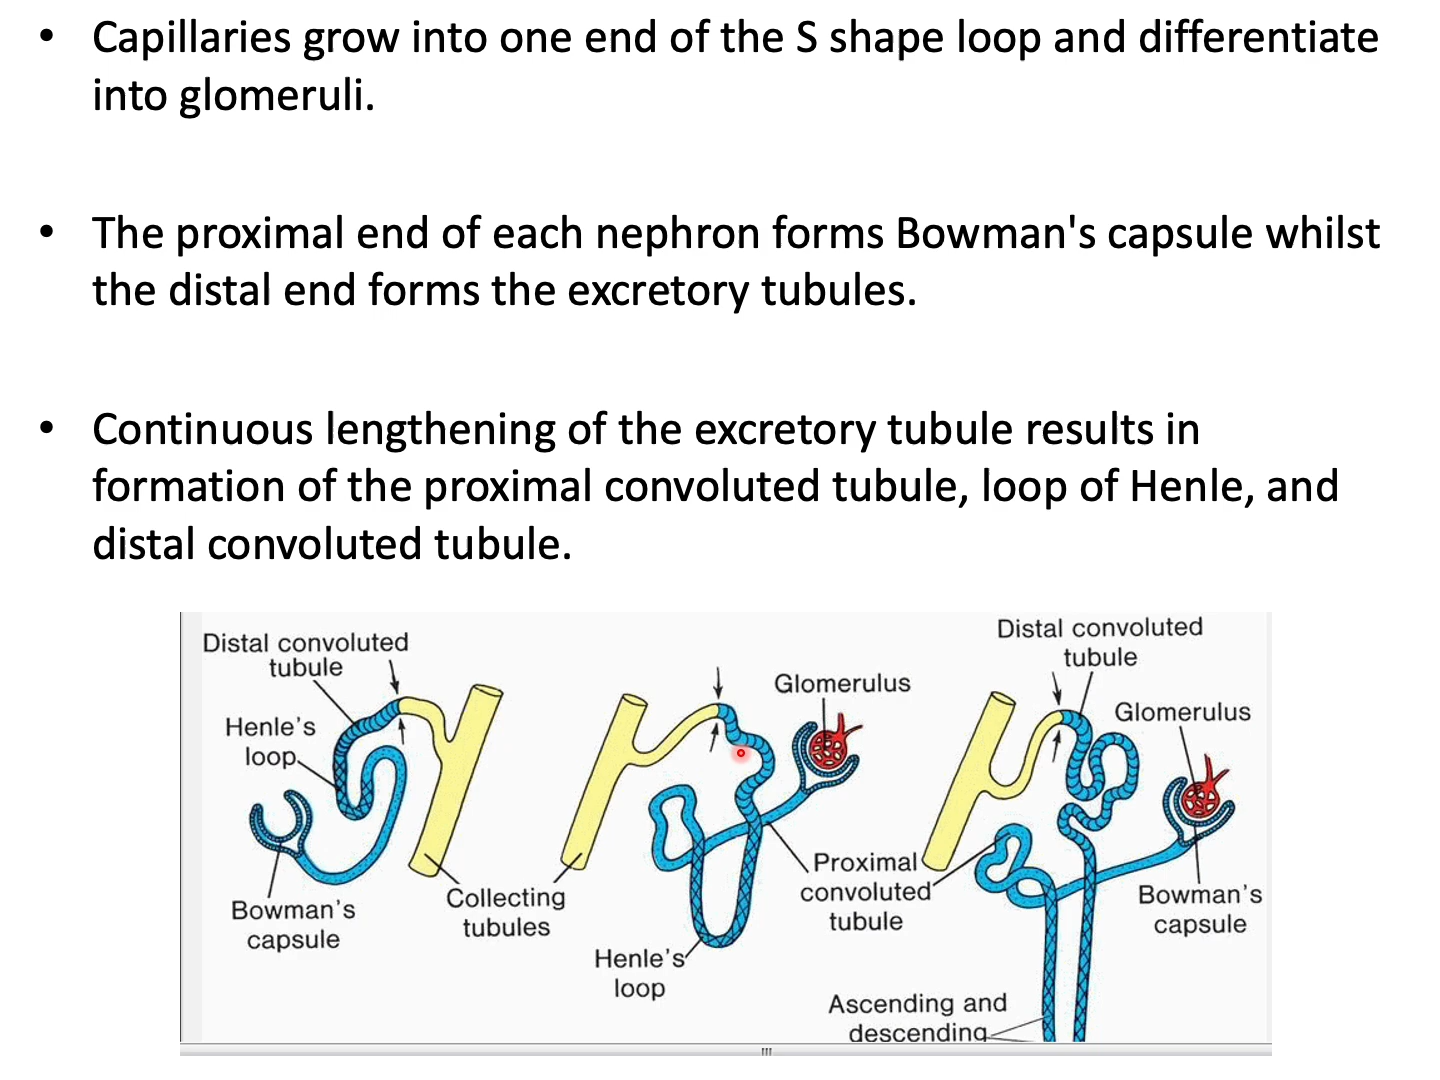 • Capillaries grow into one end of the S shape loop and differentiate
into glomeruli.
• The proximal end of each nephron forms Bowman's capsule whilst
the distal end forms the excretory tubules.
• Continuous lengthening of the excretory tubule results in
formation of the proximal convoluted tubule, loop of Henle, and
distal convoluted tubule.
Distal convoluted
tubule
Henle's
loop
Bowman's
capsule
Collecting
tubules
Henle's
loop
Glomerulus
Proximal
convoluted
tubule
Distal convoluted
tubule
Glomerulus
Bowman's
capsule
Ascending and
descending